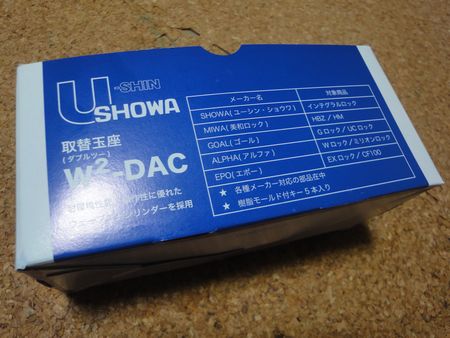 U-SHIN
SHOWA
取替玉座
(ダブルツー)
W2-DAC
性に優れた
シリンダーを採用
メーカー名 対象商品
SHOWA(ユーシン・ショウワ) インテグラルロック
MIWA(美和ロック) HBZ / HM
GOAL(ゴール) Gロック/UCロック
ALPHA(アルファ) Wロック/ミリオンロック
EPO(エポー) EXロック/CF100
★ 各種メーカー対応の部品在中
★ 樹脂モールド付キー5本入り